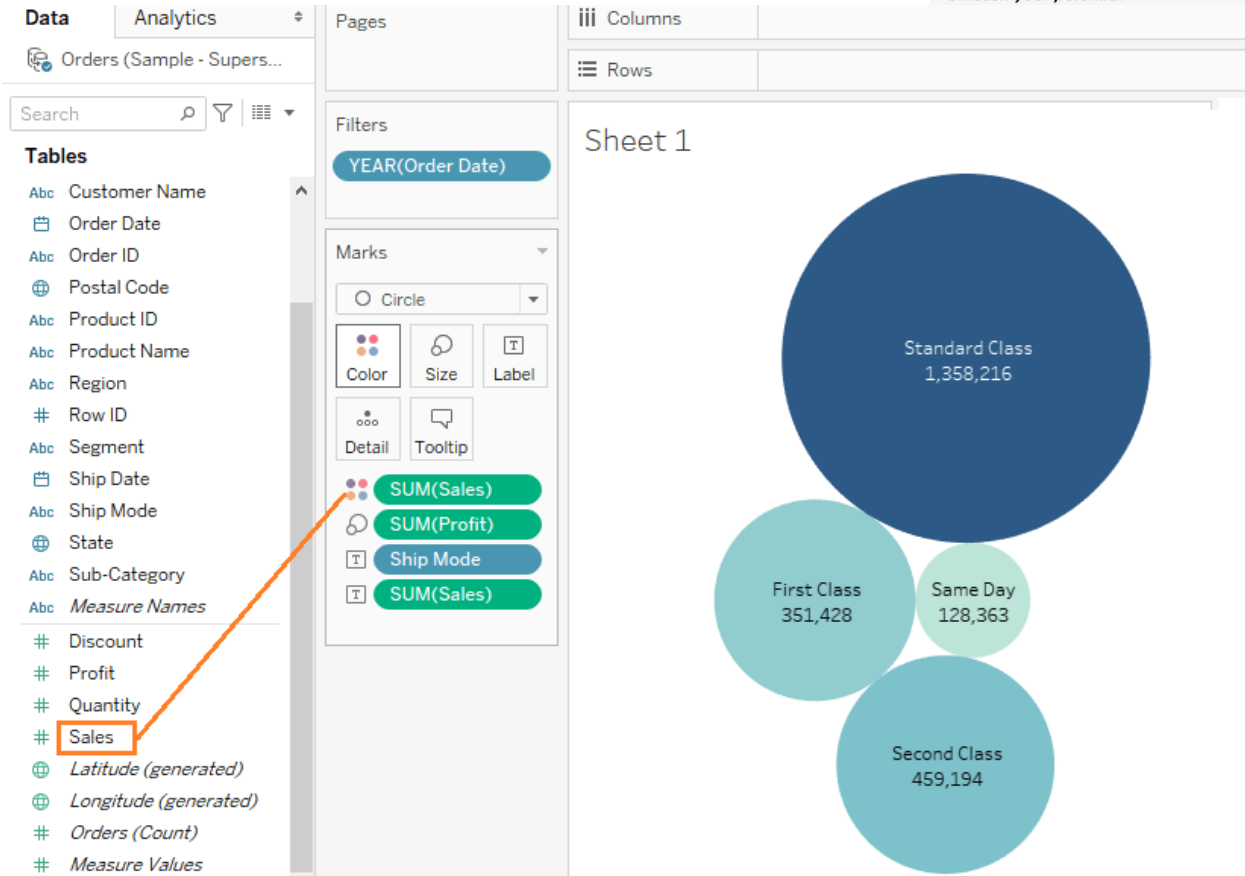 Data
Analytics
Orders (Sample - Supers...
Search
Tables
Abc Customer Name
Order Date
Abc Order ID
Postal Code
Abc Product ID
Abc Product Name
Abc Region
# Row ID
Abc Segment
Ship Date
Abc Ship Mode
State
Abc Sub-Category
Abc Measure Names
# Discount
# Profit
# Quantity
# Sales
Latitude (generated)
Longitude (generated)
# Orders (Count)
# Measure Values
Pages
Filters
YEAR(Order Date)
Marks
Circle
Color
Size
T
Label
Detail
Tooltip
SUM(Sales)
SUM(Profit)
T Ship Mode
T SUM(Sales)
Columns
Rows
Sheet 1
Standard Class
1,358,216
First Class
351,428
Same Day
128,363
Second Class
459,194